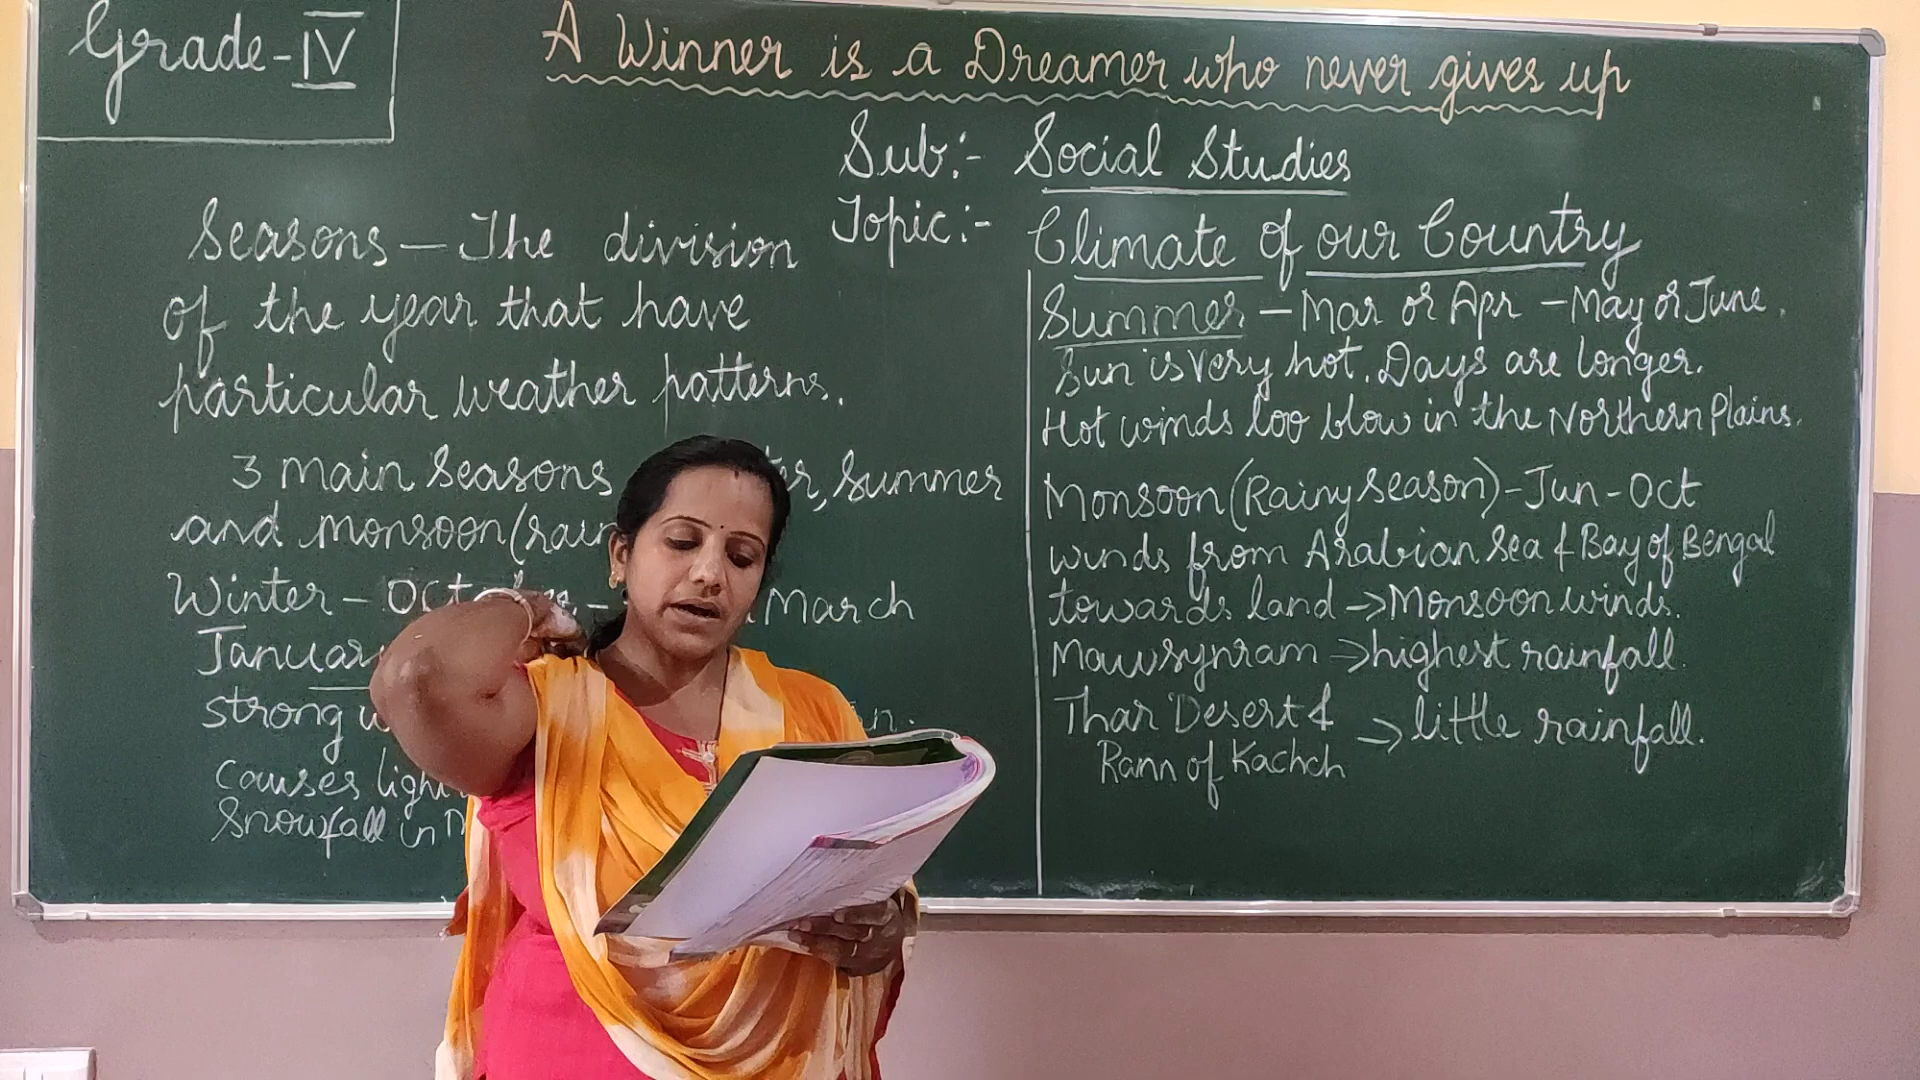 Grade-IV
A Winner is a Dreamer who never gives up
Sub:- Social Studies
Topic:- Climate of our Country
Seasons – The division
of the year that have
particular weather patterns.
3 main seasons
, Summer
and monsoon(
Winter –
– March
January
strong
Causes
Snowfall in
Summer – Mar or Apr – May or June.
Sun is very hot. Days are longer.
Hot winds loo blow in the Northern Plains.
Monsoon (Rainy season) - Jun - Oct
winds from Arabian Sea & Bay of Bengal
towards land → Monsoon winds.
Mawsynram → highest rainfall.
Thar Desert & → little rainfall.
Rann of Kachch